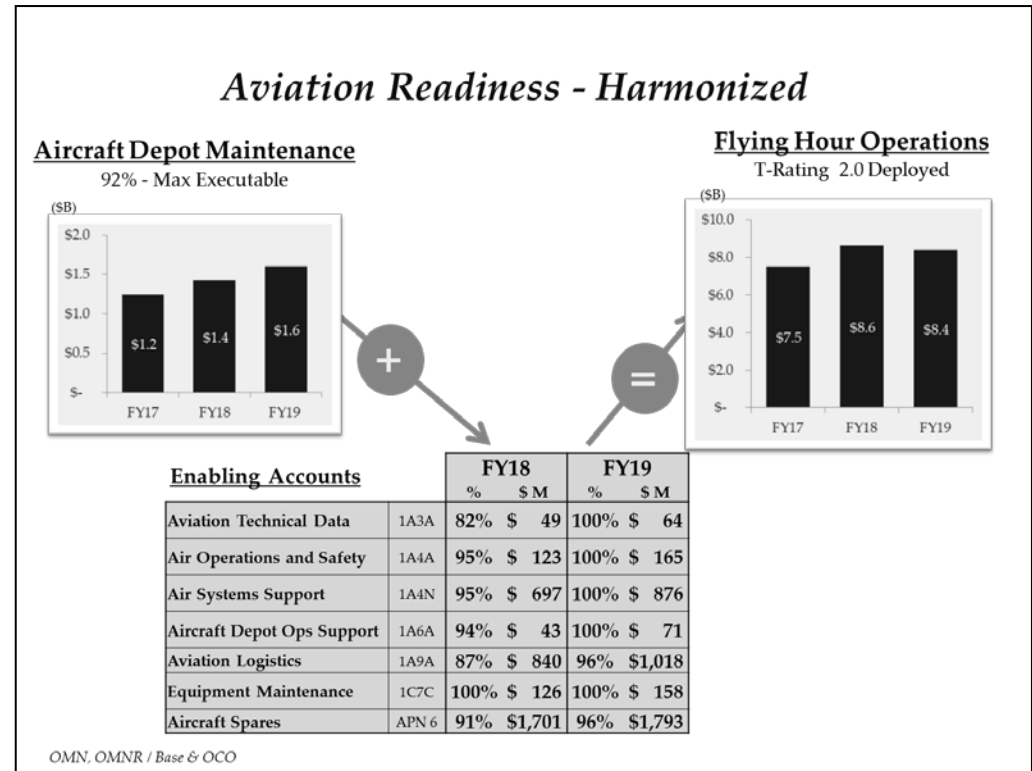 Aviation Readiness - Harmonized
Aircraft Depot Maintenance
92% - Max Executable
($B)
$2.0
$1.5
$1.0
$0.5
$-
$1.2
$1.4
$1.6
FY17 FY18 FY19
Flying Hour Operations
T-Rating 2.0 Deployed
($B)
$10.0
$8.0
$6.0
$4.0
$2.0
$-
$7.5
$8.6
$8.4
FY17 FY18 FY19
+
=
Enabling Accounts
FY18 FY19
% $ M % $ M
Aviation Technical Data 1A3A 82% $ 49 100% $ 64
Air Operations and Safety 1A4A 95% $ 123 100% $ 165
Air Systems Support 1A4N 95% $ 697 100% $ 876
Aircraft Depot Ops Support 1A6A 94% $ 43 100% $ 71
Aviation Logistics 1A9A 87% $ 840 96% $1,018
Equipment Maintenance 1C7C 100% $ 126 100% $ 158
Aircraft Spares APN 6 91% $1,701 96% $1,793
OMN, OMNR / Base & OCO